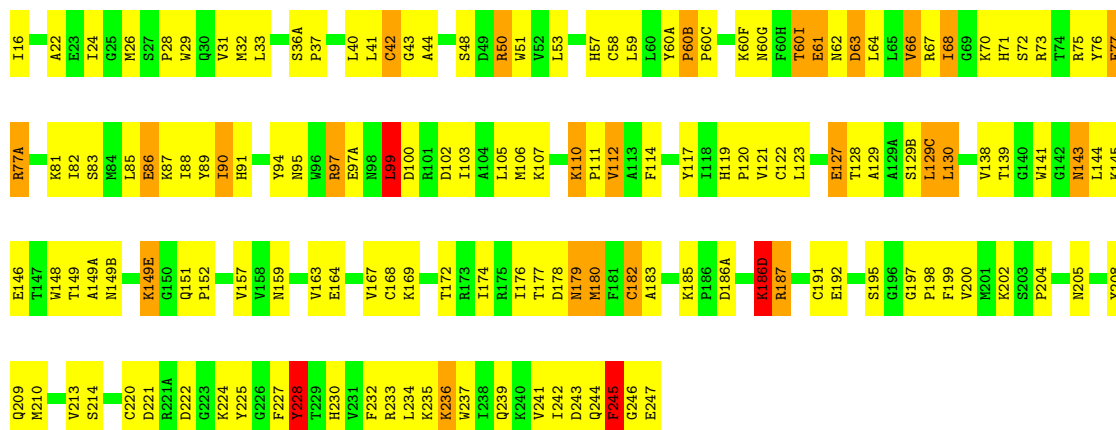 I16 A22 E23 I24 G25 M26 S27 P28 W29 Q30 V31 M32 L33 S36A P37 L40 L41 C42 G43 A44 S48 D49 R50 W51 V52 L53 H57 C58 L59 L60 Y60A P60B P60C K60F N60G F60H T60I E61 N62 D63 L64 L65 V66 R67 I68 G69 K70 H71 S72 R73 T74 R75 Y76 E77
R77A K81 I82 S83 M84 L85 E86 K87 I88 Y89 I90 H91 Y94 N95 W96 R97 E97A N98 L99 D100 R101 D102 I103 A104 L105 M106 K107 K110 P111 V112 A113 F114 Y117 I118 H119 P120 V121 C122 L123 E127 T128 A129 A129A S129B L129C L130 V138 T139 G140 W141 G142 N143 L144 K145
E146 T147 W148 T149 A149A N149B K149E G150 Q151 P152 V157 V158 N159 V163 E164 V167 C168 K169 T172 R173 I174 R175 I176 T177 D178 N179 M180 F181 C182 A183 K185 P186 D186A K186D R187 C191 E192 S195 G196 G197 P198 F199 V200 M201 K202 S203 P204 N205 Y208
Q209 M210 V213 S214 C220 D221 R221A D222 G223 K224 Y225 G226 F227 Y228 T229 H230 V231 F232 R233 L234 K235 K236 W237 I238 Q239 K240 V241 I242 D243 Q244 F245 G246 E247